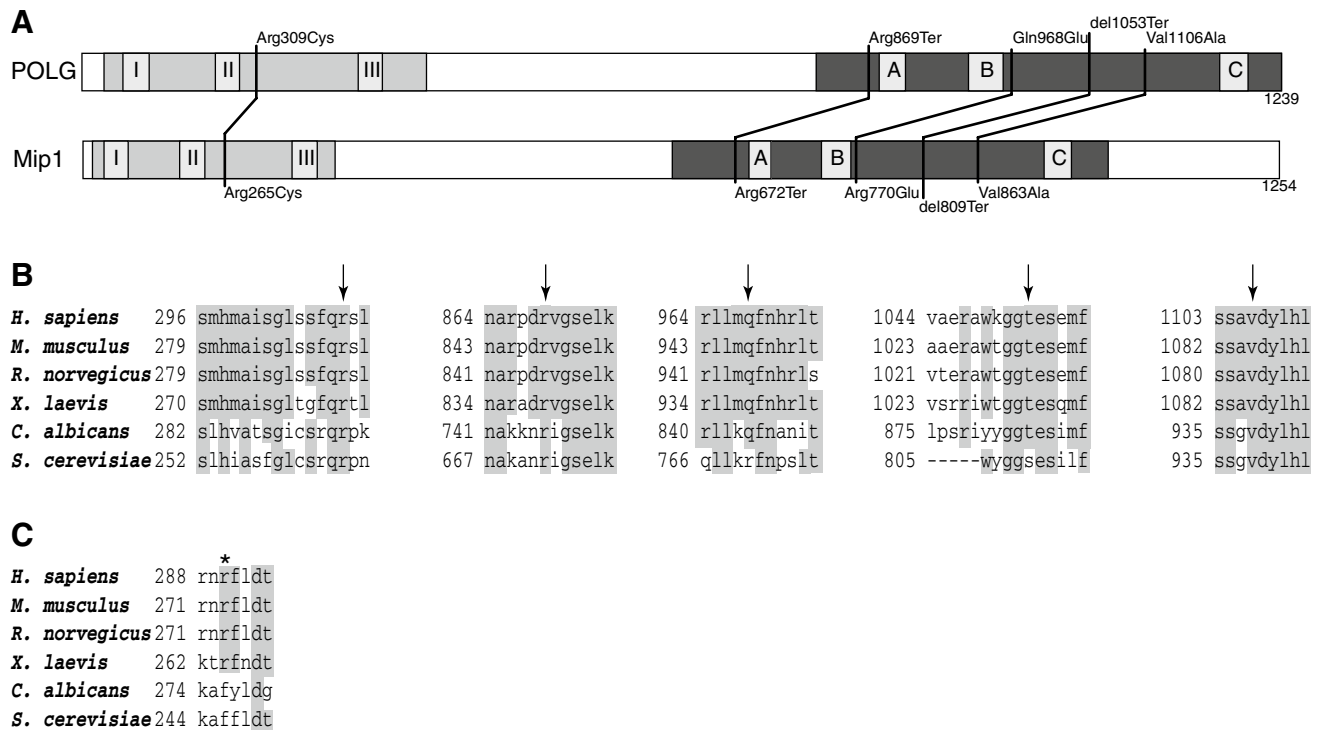 A
Arg309Cys Arg869Ter Gln968Glu del1053Ter Val1106Ala
POLG I II III A B C
1239
Mip1 I II III A B C
1254
Arg265Cys Arg672Ter Arg770Glu del809Ter Val863Ala
B
H. sapiens 296 smhmaisglssfqrsl 864 narpdrvgselk 964 rllmqfnhrlt 1044 vaerawkggtesemf 1103 ssavdylhl
M. musculus 279 smhmaisglssfqrsl 843 narpdrvgselk 943 rllmqfnhrlt 1023 aaerawtggtesemf 1082 ssavdylhl
R. norvegicus 279 smhmaisglssfqrsl 841 narpdrvgselk 941 rllmqfnhrls 1021 vterawtggtesemf 1080 ssavdylhl
X. laevis 270 smhmaisgltgfqrtl 834 naradrvgselk 934 rllmqfnhrlt 1023 vsrriwtggtesqmf 1082 ssavdylhl
C. albicans 282 slhvatsgicsrqrpk 741 nakknrigselk 840 rllkqfnanit 875 lpsriyyggtesimf 935 ssgvdylhl
S. cerevisiae 252 slhiasfglcsrqrpn 667 nakanrigselk 766 qllkrfnpslt 805 -----wyggsesilf 935 ssgvdylhl
C
*
H. sapiens 288 rnrfldt
M. musculus 271 rnrfldt
R. norvegicus 271 rnrfldt
X. laevis 262 ktrfndt
C. albicans 274 kafyldg
S. cerevisiae 244 kaffldt